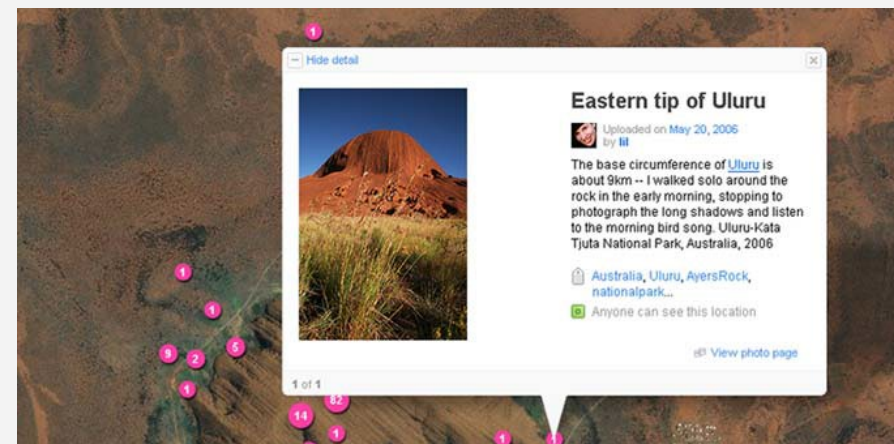 1
Hide detail
Eastern tip of Uluru
Uploaded on May 20, 2006
by lil
The base circumference of Uluru is
about 9km -- I walked solo around the
rock in the early morning, stopping to
photograph the long shadows and listen
to the morning bird song. Uluru-Kata
Tjuta National Park, Australia, 2006
Australia, Uluru, AyersRock,
nationalpark...
Anyone can see this location
View photo page
1 of 1
1
1
5
9 2
1
82
14
1
1